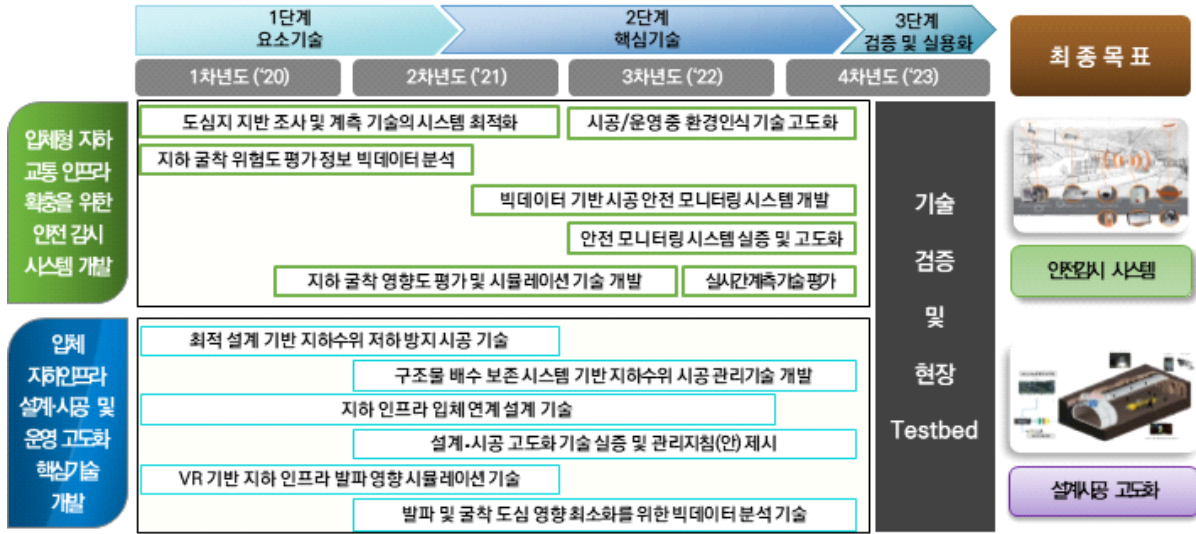 1단계
요소기술
2단계
핵심기술
3단계
검증 및 실용화
최종목표
1차년도 ('20)
2차년도 ('21)
3차년도 ('22)
4차년도 ('23)
입체형 지하
교통 인프라
확충을 위한
안전 감시
시스템 개발
도심지 지반 조사 및 계측 기술의 시스템 최적화
시공/운영 중 환경인식 기술 고도화
지하 굴착 위험도 평가 정보 빅데이터 분석
빅데이터 기반 시공 안전 모니터링 시스템 개발
안전 모니터링 시스템 실증 및 고도화
지하 굴착 영향도 평가 및 시뮬레이션 기술 개발
실시간계측기술 평가
기술
검증
및
현장
Testbed
안전감시 시스템
입체
지하인프라
설계·시공 및
운영 고도화
핵심기술
개발
최적 설계 기반 지하수위 저하 방지 시공 기술
구조물 배수 보존 시스템 기반 지하수위 시공 관리기술 개발
지하 인프라 입체 연계 설계 기술
설계·시공 고도화 기술 실증 및 관리지침(안) 제시
VR 기반 지하 인프라 발파 영향 시뮬레이션 기술
발파 및 굴착 도심 영향 최소화를 위한 빅데이터 분석 기술
설계시공 고도화